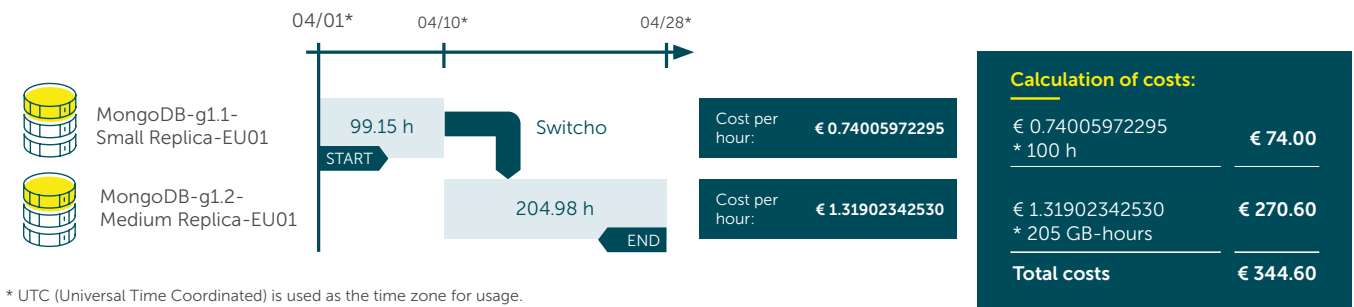 04/01*
04/10*
04/28*
MongoDB-g1.1-
Small Replica-EU01
99.15 h
START
Switcho
Cost per
hour:
€ 0.74005972295
MongoDB-g1.2-
Medium Replica-EU01
204.98 h
END
Cost per
hour:
€ 1.31902342530
Calculation of costs:
€ 0.74005972295
* 100 h
€ 74.00
€ 1.31902342530
* 205 GB-hours
€ 270.60
Total costs
€ 344.60
* UTC (Universal Time Coordinated) is used as the time zone for usage.